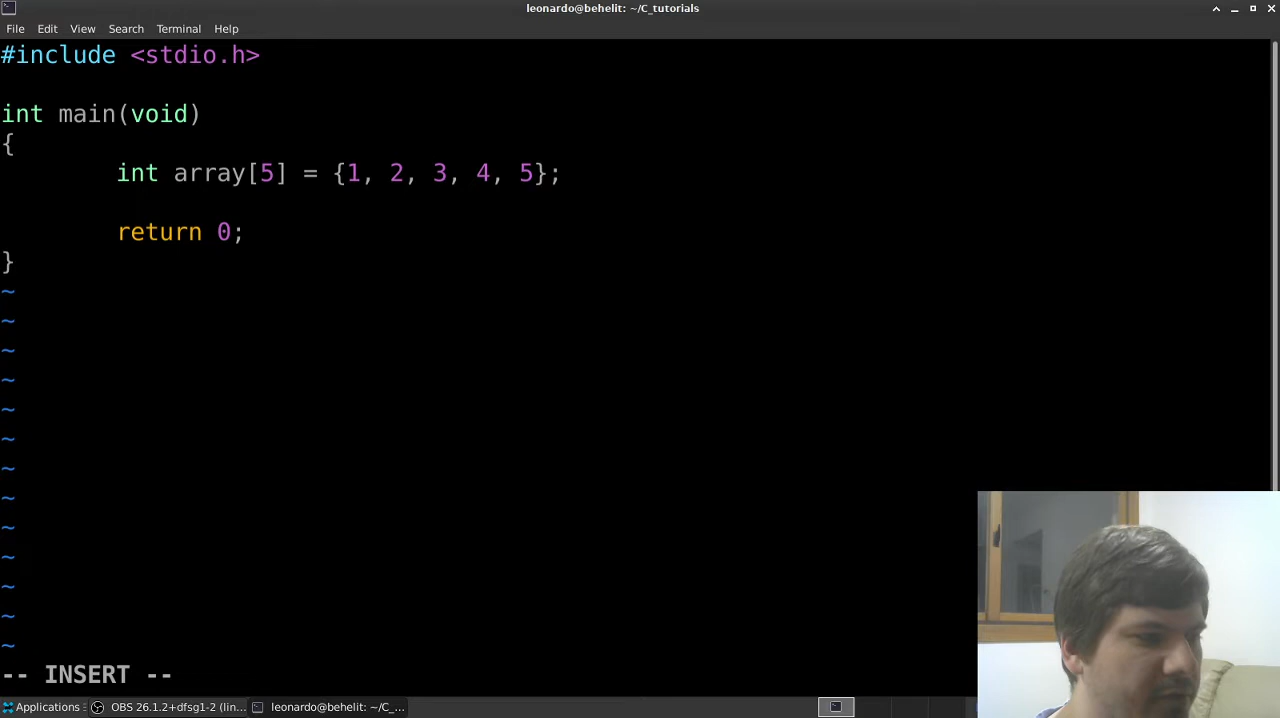 leonardo@behelit: ~/C_tutorials
File Edit View Search Terminal Help
#include <stdio.h>
int main(void)
{
int array[5] = {1, 2, 3, 4, 5};
return 0;
}
~
~
~
~
~
~
~
~
~
~
~
~
~
-- INSERT --
Applications OBS 26.1.2+dfsg1-2 (lin... leonardo@behelit: ~/C_...